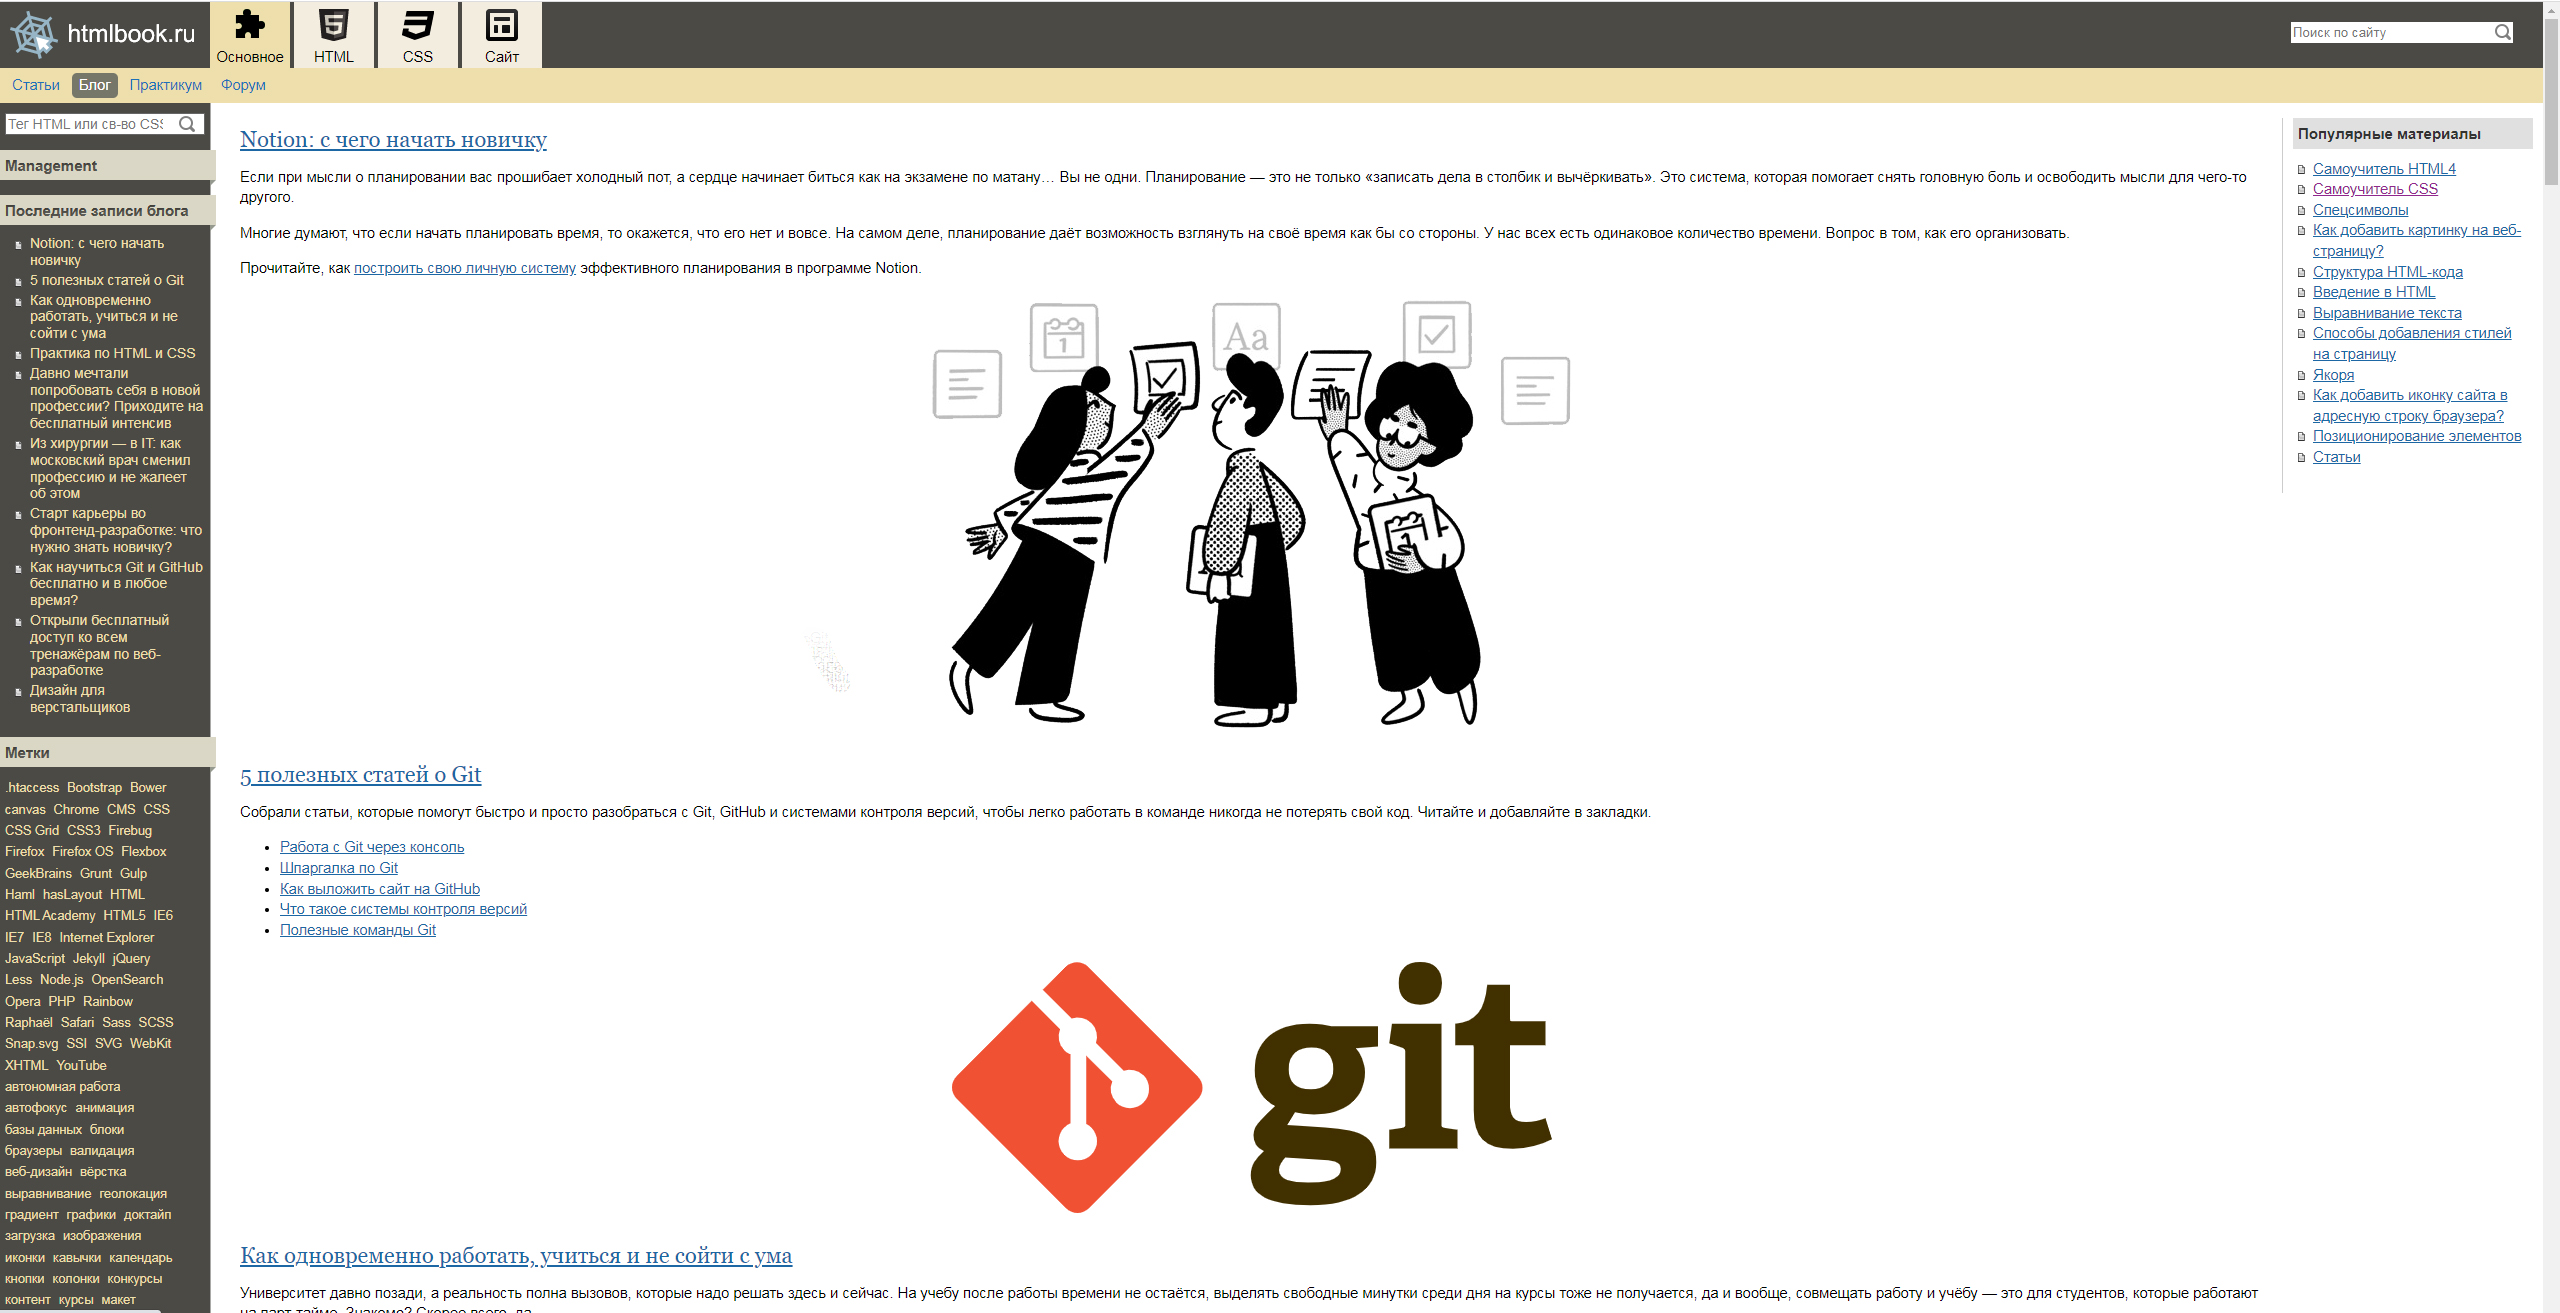 htmlbook.ru
Основное
HTML
CSS
Сайт
Поиск по сайту
Статьи
Блог
Практикум
Форум
Тег HTML или св-во CSS
Management
Последние записи блога
Notion: с чего начать
новичку
5 полезных статей о Git
Как одновременно
работать, учиться и не
сойти с ума
Практика по HTML и CSS
Давно мечтали
попробовать себя в новой
профессии? Приходите на
бесплатный интенсив
Из хирургии — в IT: как
московский врач сменил
профессию и не жалеет
об этом
Старт карьеры во
фронтенд-разработке: что
нужно знать новичку?
Как научиться Git и GitHub
бесплатно и в любое
время?
Открыли бесплатный
доступ ко всем
тренажёрам по веб-
разработке
Дизайн для
верстальщиков
Метки
.htaccess Bootstrap Bower
canvas Chrome CMS CSS
CSS Grid CSS3 Firebug
Firefox Firefox OS Flexbox
GeekBrains Grunt Gulp
Haml hasLayout HTML
HTML Academy HTML5 IE6
IE7 IE8 Internet Explorer
JavaScript Jekyll jQuery
Less Node.js OpenSearch
Opera PHP Rainbow
Raphaël Safari Sass SCSS
Snap.svg SSI SVG WebKit
XHTML YouTube
автономная работа
автофокус анимация
базы данных блоки
браузеры валидация
веб-дизайн вёрстка
выравнивание геолокация
градиент графики доктайп
загрузка изображения
иконки кавычки календарь
кнопки колонки конкурсы
контент курсы макет
Notion: с чего начать новичку
Если при мысли о планировании вас прошибает холодный пот, а сердце начинает биться как на экзамене по матану… Вы не одни. Планирование — это не только «записать дела в столбик и вычёркивать». Это система, которая помогает снять головную боль и освободить мысли для чего-то
другого.
Многие думают, что если начать планировать время, то окажется, что его нет и вовсе. На самом деле, планирование даёт возможность взглянуть на своё время как бы со стороны. У нас всех есть одинаковое количество времени. Вопрос в том, как его организовать.
Прочитайте, как построить свою личную систему эффективного планирования в программе Notion.
1
Aa
1
5 полезных статей о Git
Собрали статьи, которые помогут быстро и просто разобраться с Git, GitHub и системами контроля версий, чтобы легко работать в команде никогда не потерять свой код. Читайте и добавляйте в закладки.
Работа с Git через консоль
Шпаргалка по Git
Как выложить сайт на GitHub
Что такое системы контроля версий
Полезные команды Git
git
Как одновременно работать, учиться и не сойти с ума
Университет давно позади, а реальность полна вызовов, которые надо решать здесь и сейчас. На учебу после работы времени не остаётся, выделять свободные минутки среди дня на курсы тоже не получается, да и вообще, совмещать работу и учёбу — это для студентов, которые работают
на парт-тайме. Знакомо? Скорее всего, да.
Популярные материалы
Самоучитель HTML4
Самоучитель CSS
Спецсимволы
Как добавить картинку на веб-
страницу?
Структура HTML-кода
Введение в HTML
Выравнивание текста
Способы добавления стилей
на страницу
Якоря
Как добавить иконку сайта в
адресную строку браузера?
Позиционирование элементов
Статьи